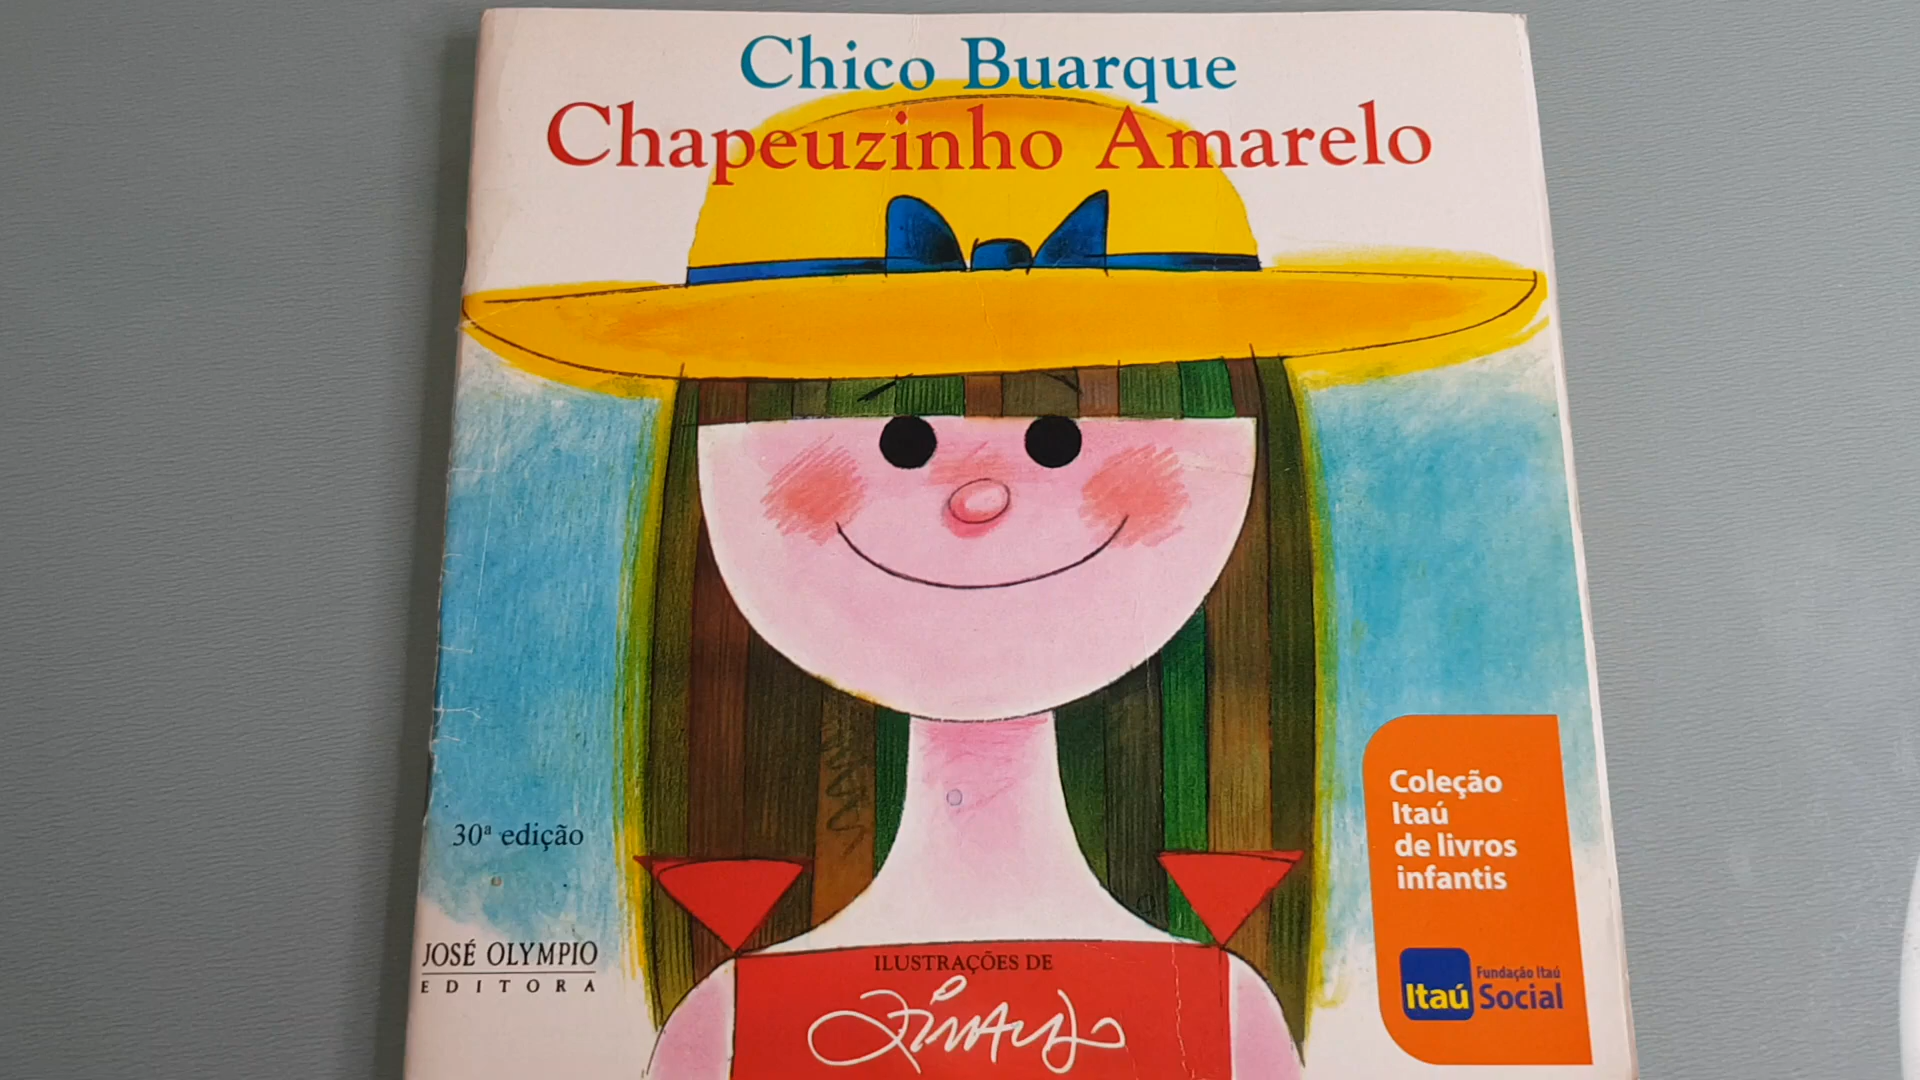 Chico Buarque
Chapeuzinho Amarelo
30ª edição
JOSÉ OLYMPIO
EDITORA
ILUSTRAÇÕES DE
ZIRALDO
Coleção
Itaú
de livros
infantis
Itaú
Fundação Itaú
Social